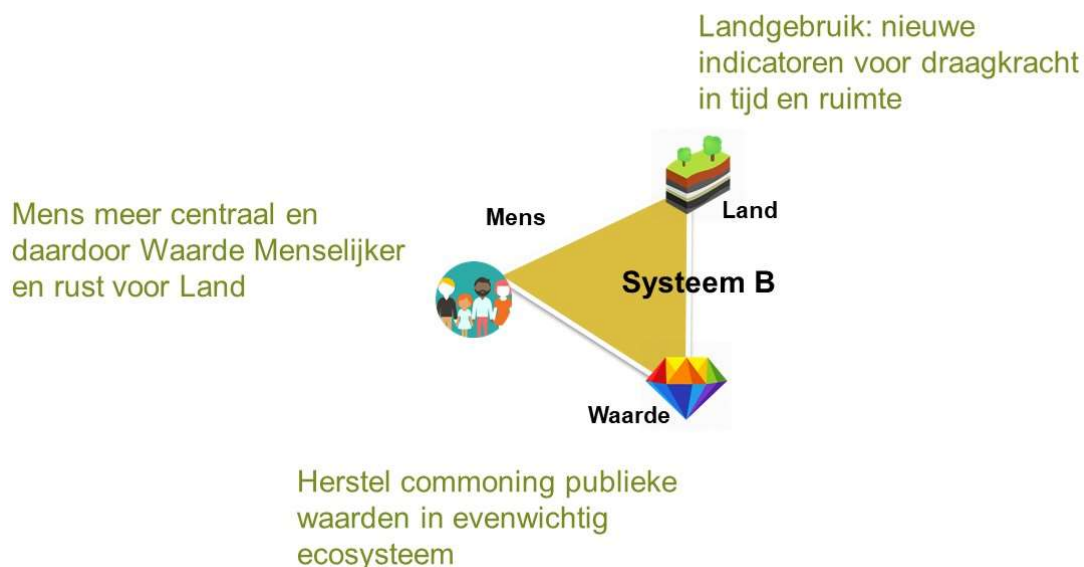 Landgebruik: nieuwe
indicatoren voor draagkracht
in tijd en ruimte
Mens meer centraal en
daardoor Waarde Menselijker
en rust voor Land
Mens
Land
Systeem B
Waarde
Herstel commoning publieke
waarden in evenwichtig
ecosysteem